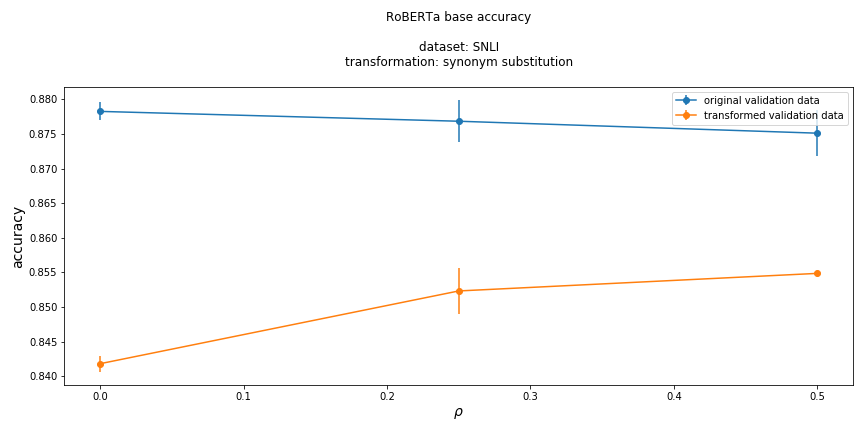 RoBERTa base accuracy
dataset: SNLI
transformation: synonym substitution
original validation data
transformed validation data
accuracy
0.880
0.875
0.870
0.865
0.860
0.855
0.850
0.845
0.840
0.0 0.1 0.2 0.3 0.4 0.5
ρ